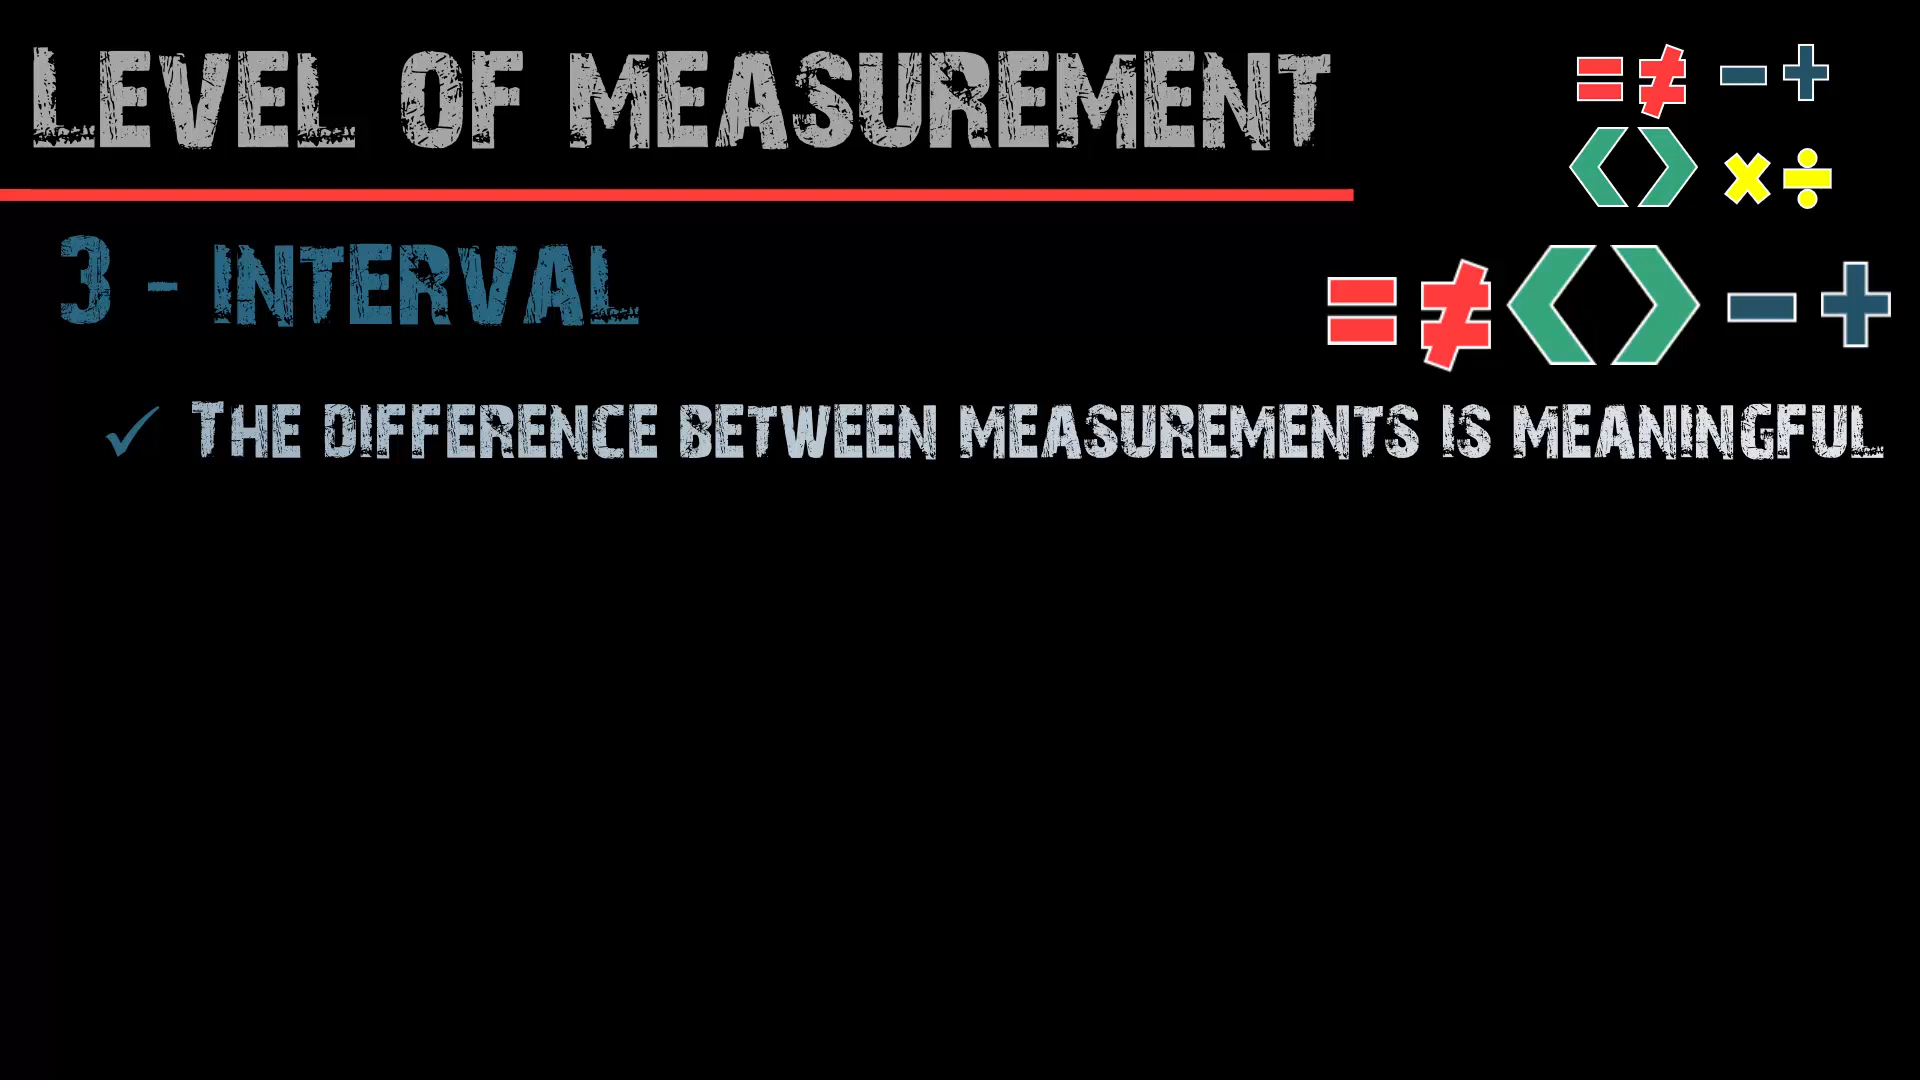 LEVEL OF MEASUREMENT
= ≠ - +
< > × ÷
3 - INTERVAL
= ≠ < > - +
✓ THE DIFFERENCE BETWEEN MEASUREMENTS IS MEANINGFUL